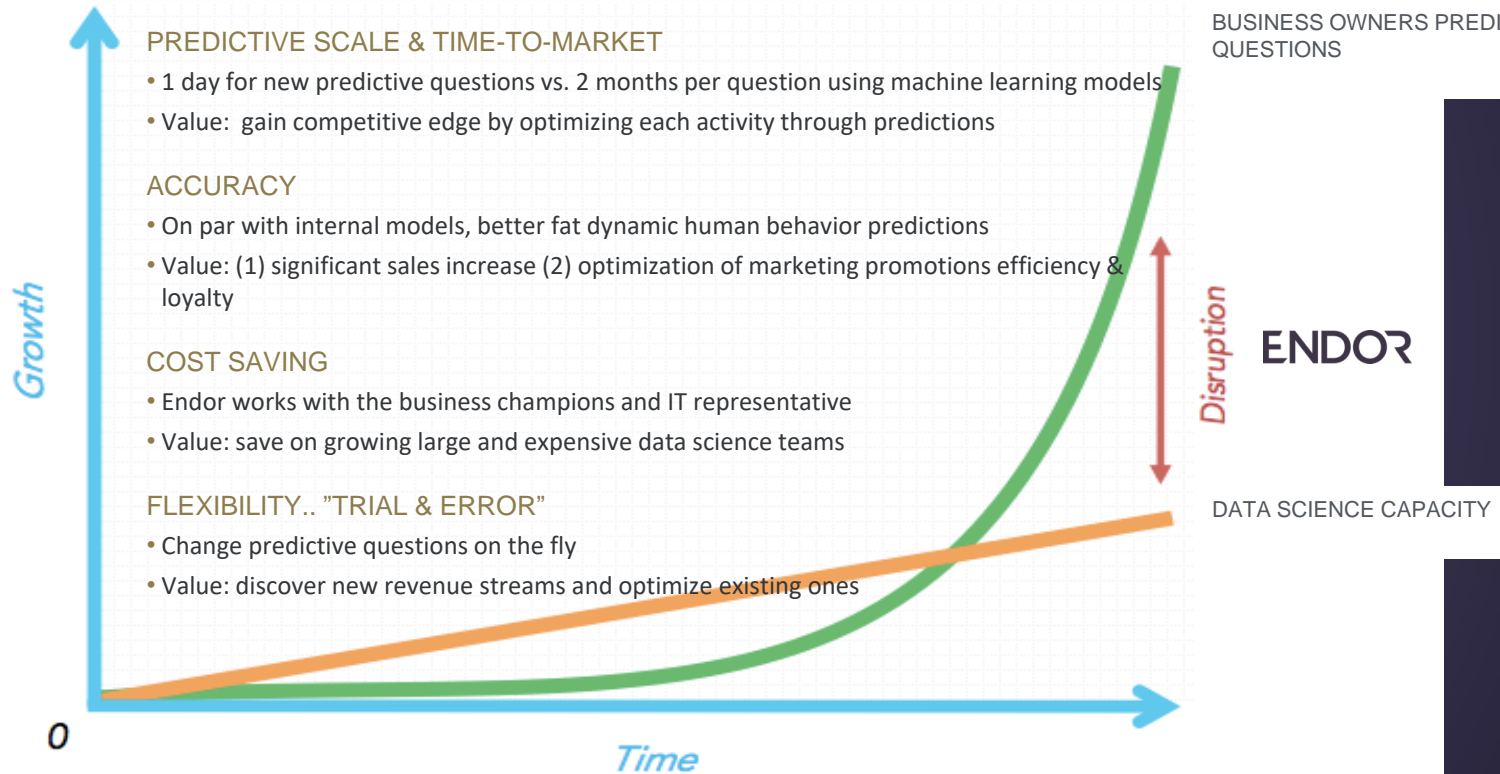 PREDICTIVE SCALE & TIME-TO-MARKET
• 1 day for new predictive questions vs. 2 months per question using machine learning models
• Value:  gain competitive edge by optimizing each activity through predictions
ACCURACY
• On par with internal models, better fat dynamic human behavior predictions
• Value: (1) significant sales increase (2) optimization of marketing promotions efficiency &
loyalty
COST SAVING
• Endor works with the business champions and IT representative
• Value: save on growing large and expensive data science teams
FLEXIBILITY.. ”TRIAL & ERROR”
• Change predictive questions on the fly
• Value: discover new revenue streams and optimize existing ones
Growth
0
Time
BUSINESS OWNERS PREDI
QUESTIONS
Disruption
ENDOR
DATA SCIENCE CAPACITY